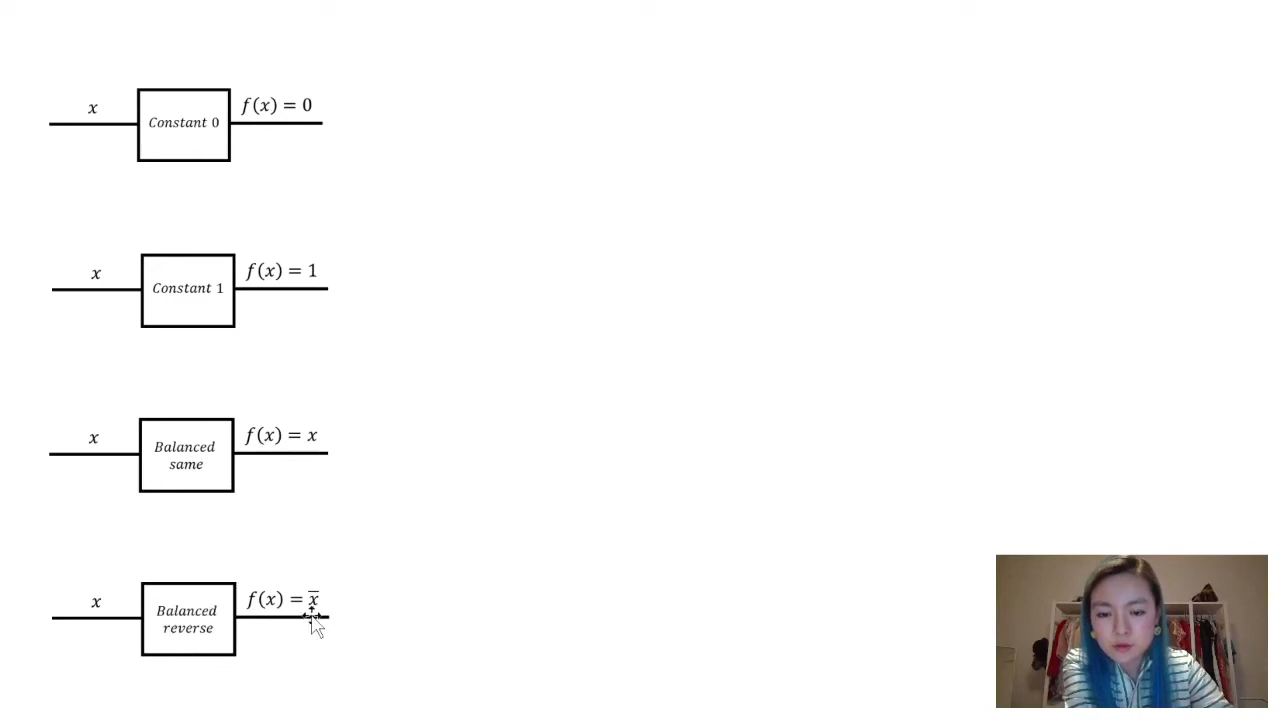 x
Constant 0
f(x) = 0
x
Constant 1
f(x) = 1
x
Balanced
same
f(x) = x
x
Balanced
reverse
f(x) = x̅